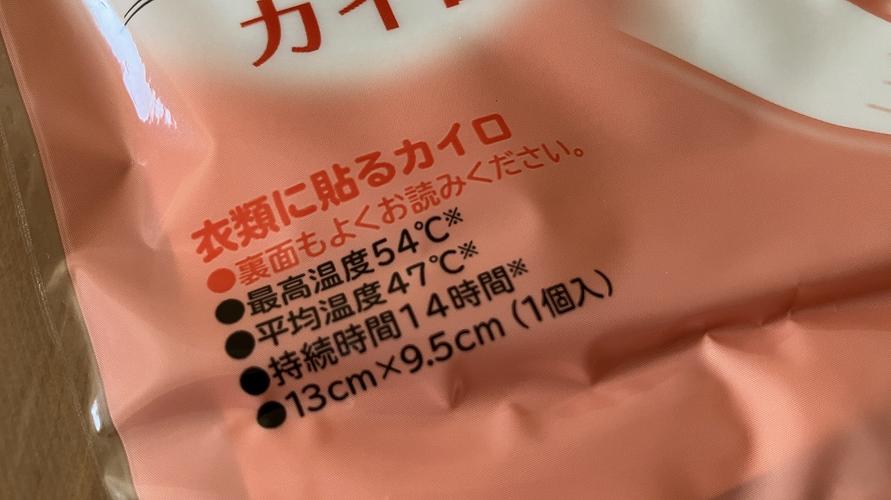 カイロ
衣類に貼るカイロ
●裏面もよくお読みください。
●最高温度54℃※
●平均温度47℃※
●持続時間14時間※
●13cm×9.5cm(1個入)